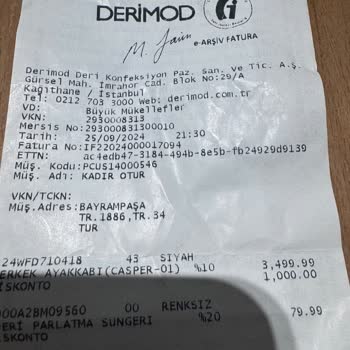 DERİMOD
e-ARŞİV FATURA
Derimod Deri Konfeksiyon Paz. San. ve Tic. A.Ş.
Gürsel Mah. İmrahor Cad. Blok No:29/A
Kağıthane / İstanbul
Tel: 0212 703 3000 Web: derimod.com.tr
VD: Büyük Mükellefler
VKN: 2930008313
Mersis No: 293000831300010
Tarih: 25/09/2024 21:30
Fatura No: IF22024000017094
ETTN: ac4edb47-3184-494b-8e5b-fb24929d9139
Müş. Kodu: PCUS14000546
Müş. Adı: KADIR OTUR
VKN/TCKN:
Müş.Adres: BAYRAMPAŞA
TR.1886,TR.34
TUR
24WFD710418 43 SIYAH
ERKEK AYAKKABI(CASPER-01) %10 3,499.99
İSKONTO 1,000.00
000A28M09560 00 RENKSIZ
DERI PARLATMA SUNGERI %20 79.99
İSKONTO